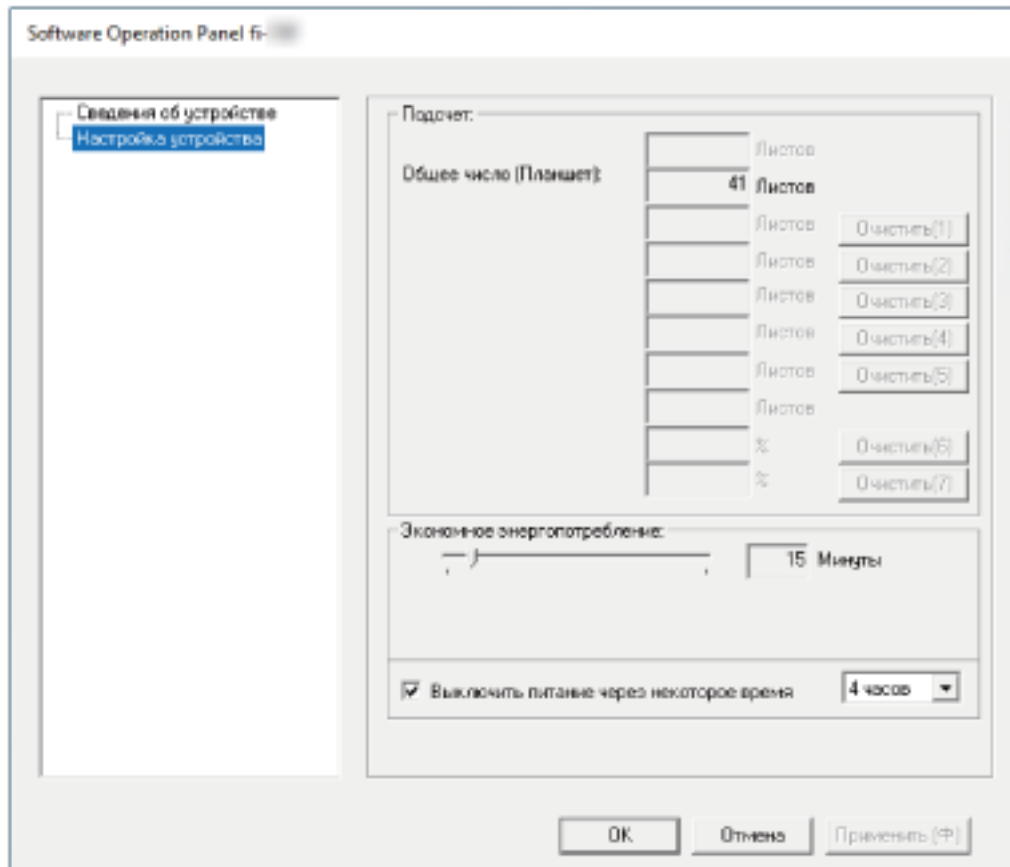 Software Operation Panel fi-
Сведения об устройстве
Настройка устройства
Подсчет:
Листов
Общее число (Планшет): 41 Листов
Листов Очистить(1)
Листов Очистить(2)
Листов Очистить(3)
Листов Очистить(4)
Листов Очистить(5)
Листов
% Очистить(6)
% Очистить(7)
Экономное энергопотребление:
15 Минуты
Выключить питание через некоторое время 4 часов
OK Отмена Применить (Ф)